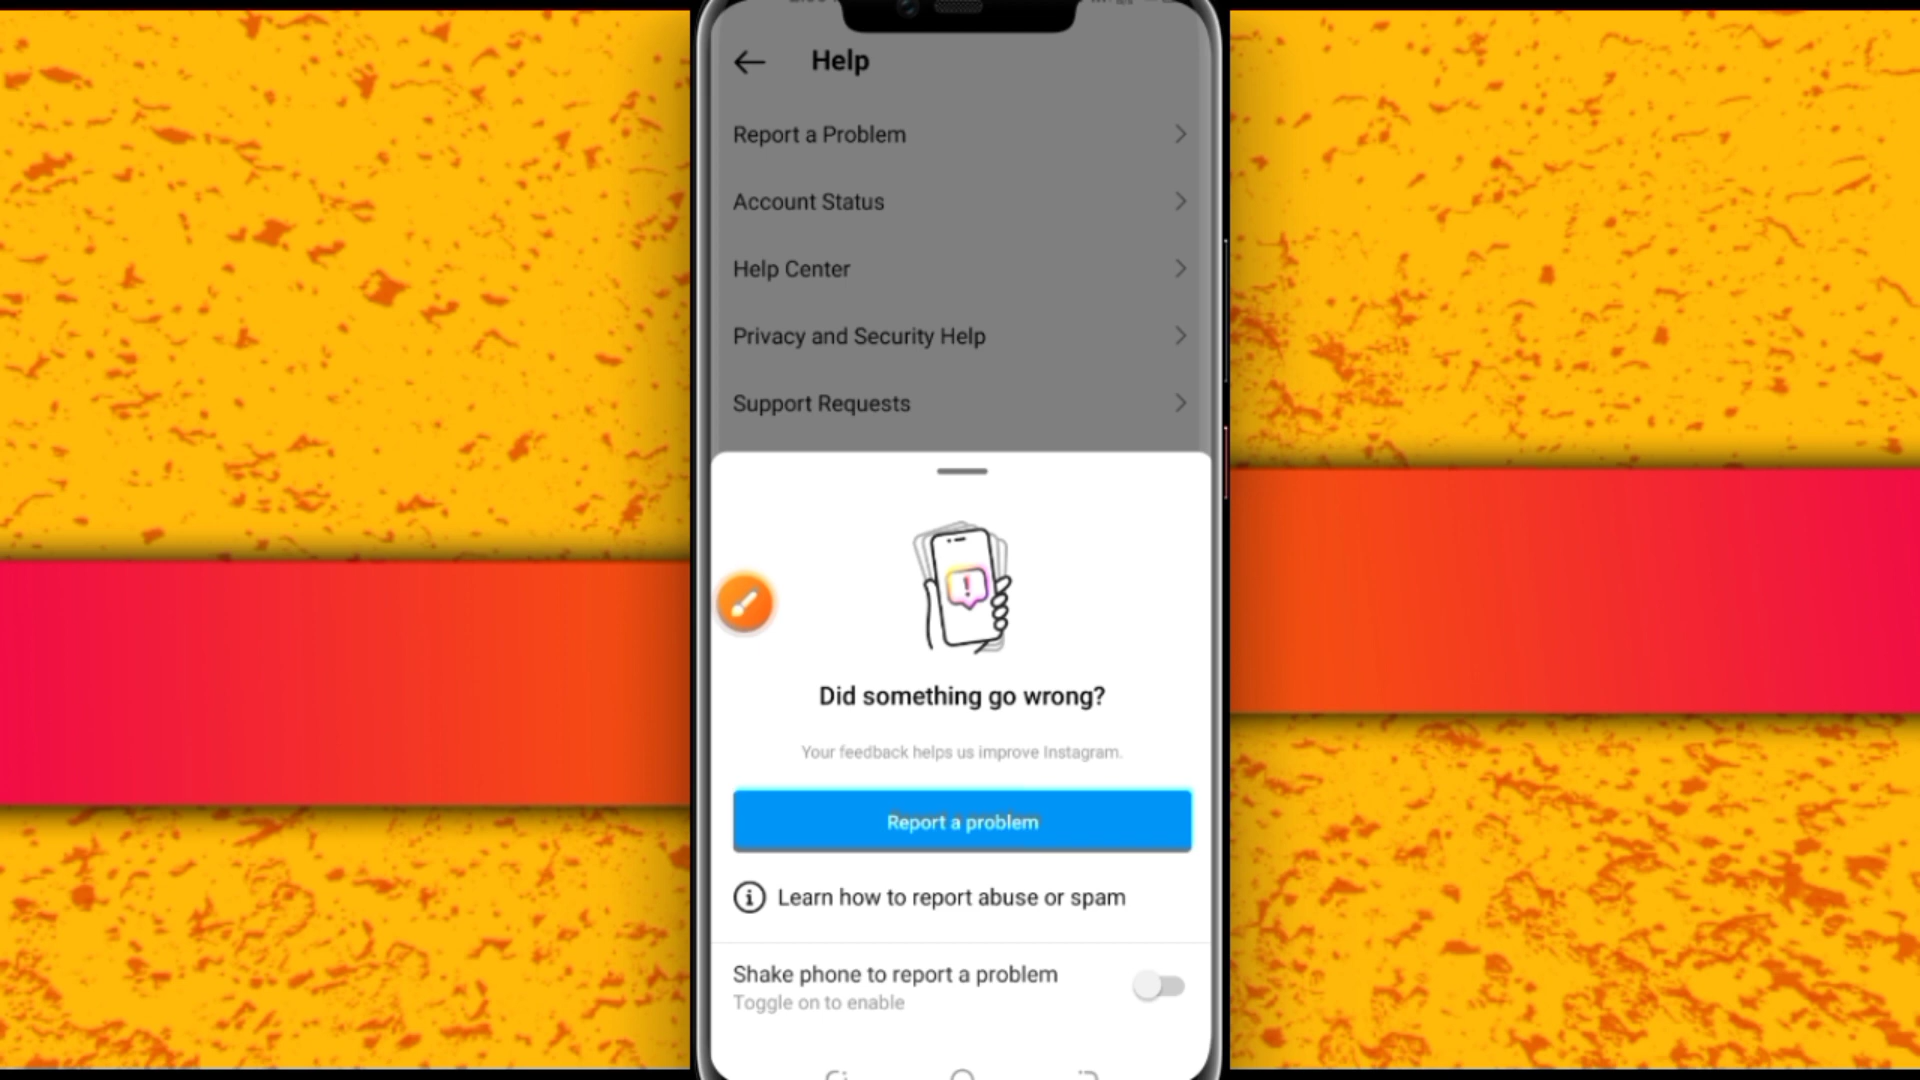 Help
Report a Problem
Account Status
Help Center
Privacy and Security Help
Support Requests
Did something go wrong?
Your feedback helps us improve Instagram.
Report a problem
Learn how to report abuse or spam
Shake phone to report a problem
Toggle on to enable